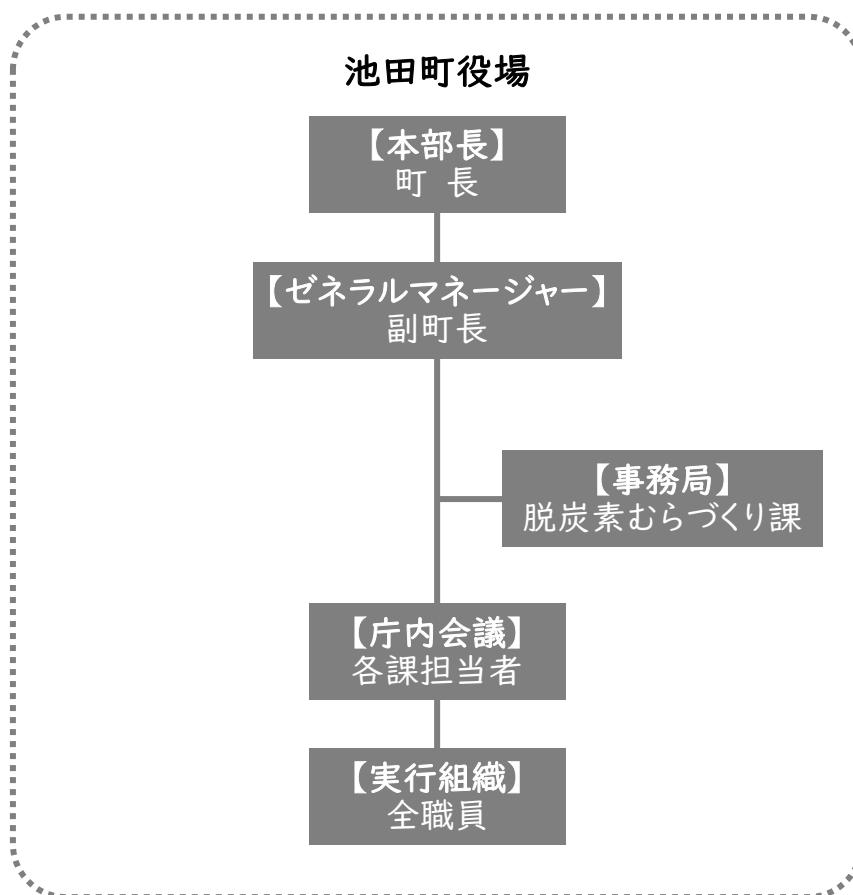 池田町役場
【本部長】
町 長
【ゼネラルマネージャー】
副町長
【事務局】
脱炭素むらづくり課
【庁内会議】
各課担当者
【実行組織】
全職員